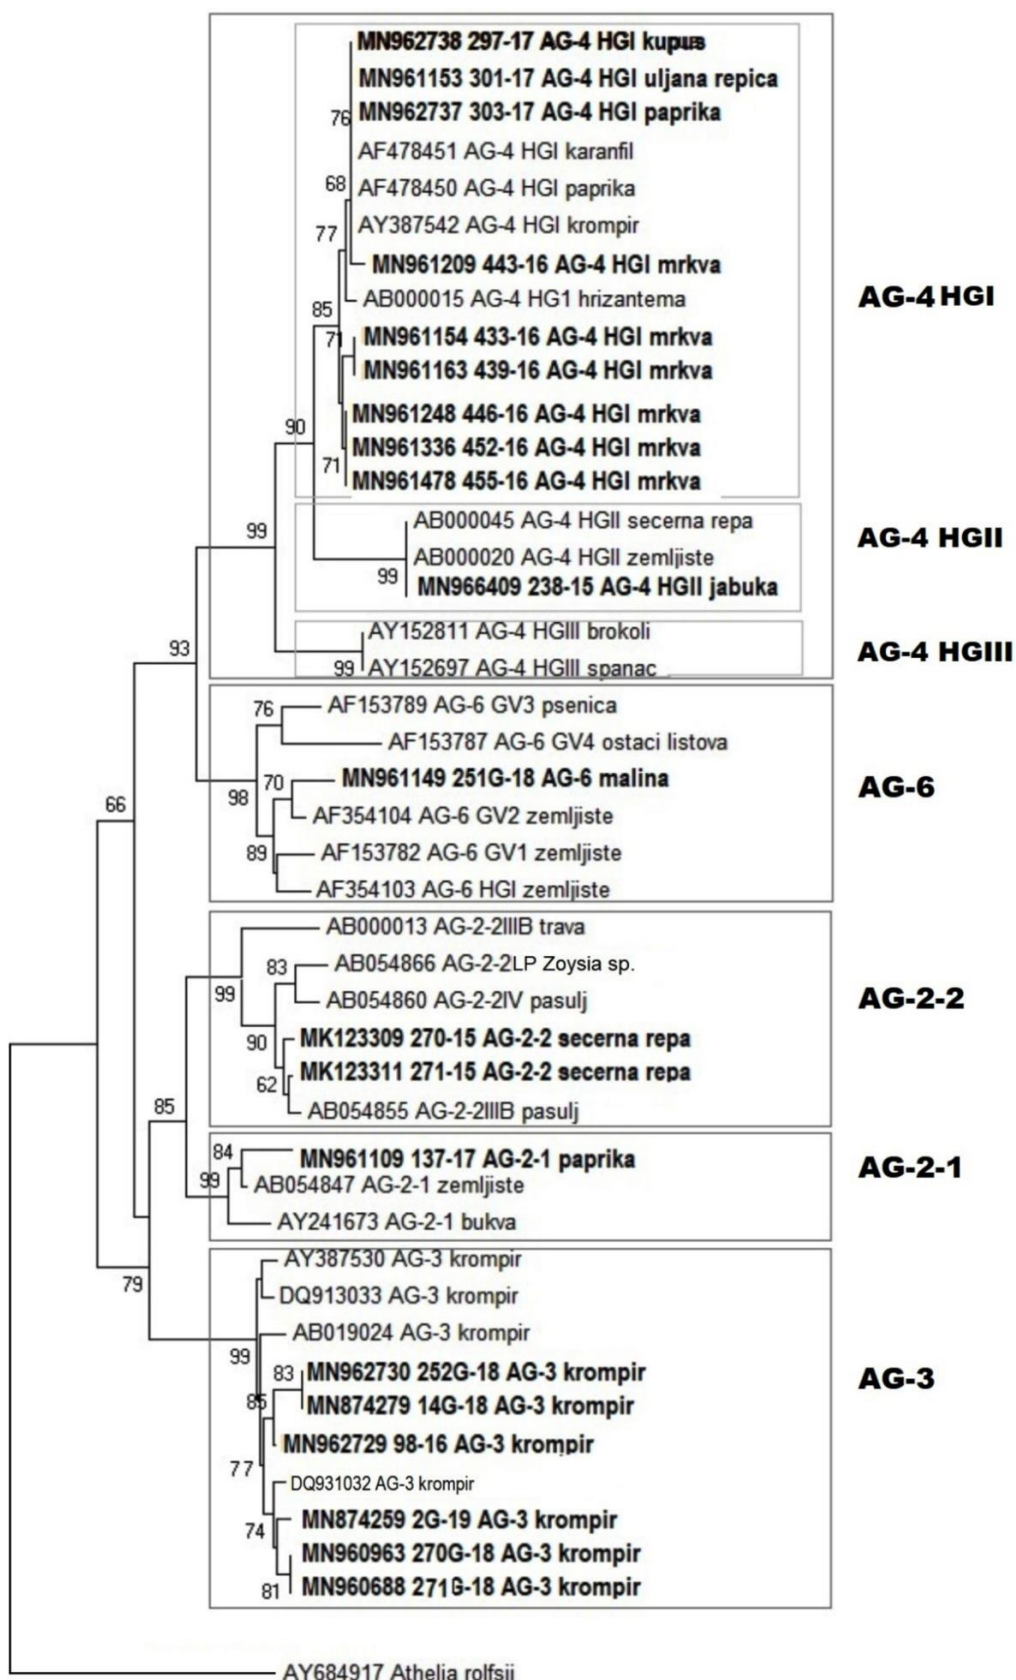 MN962738 297-17 AG-4 HGI kupus
MN961153 301-17 AG-4 HGI uljana repica
MN962737 303-17 AG-4 HGI paprika
76
AF478451 AG-4 HGI karanfil
AF478450 AG-4 HGI paprika
68
AY387542 AG-4 HGI krompir
77
MN961209 443-16 AG-4 HGI mrkva
AB000015 AG-4 HG1 hrizantema
AG-4 HGI
85
MN961154 433-16 AG-4 HGI mrkva
71
MN961163 439-16 AG-4 HGI mrkva
MN961248 446-16 AG-4 HGI mrkva
90
MN961336 452-16 AG-4 HGI mrkva
71
MN961478 455-16 AG-4 HGI mrkva
AB000045 AG-4 HGII secerna repa
99
AG-4 HGII
AB000020 AG-4 HGII zemljiste
99
MN966409 238-15 AG-4 HGII jabuka
AY152811 AG-4 HGIII brokoli
93
AG-4 HGIII
99
AY152697 AG-4 HGIII spanac
AF153789 AG-6 GV3 psenica
76
AF153787 AG-6 GV4 ostaci listova
MN961149 251G-18 AG-6 malina
70
AG-6
98
66
AF354104 AG-6 GV2 zemljiste
89
AF153782 AG-6 GV1 zemljiste
AF354103 AG-6 HGI zemljiste
AB000013 AG-2-2IIIB trava
83
AB054866 AG-2-2LP Zoysia sp.
99
AB054860 AG-2-2IV pasulj
AG-2-2
90
MK123309 270-15 AG-2-2 secerna repa
62
MK123311 271-15 AG-2-2 secerna repa
85
AB054855 AG-2-2IIIB pasulj
84
MN961109 137-17 AG-2-1 paprika
AG-2-1
99
AB054847 AG-2-1 zemljiste
AY241673 AG-2-1 bukva
AY387530 AG-3 krompir
79
DQ913033 AG-3 krompir
AB019024 AG-3 krompir
99
83
MN962730 252G-18 AG-3 krompir
AG-3
85
MN874279 14G-18 AG-3 krompir
MN962729 98-16 AG-3 krompir
77
DQ931032 AG-3 krompir
74
MN874259 2G-19 AG-3 krompir
MN960963 270G-18 AG-3 krompir
81
MN960688 271G-18 AG-3 krompir
AY684917 Athelia rolfsii